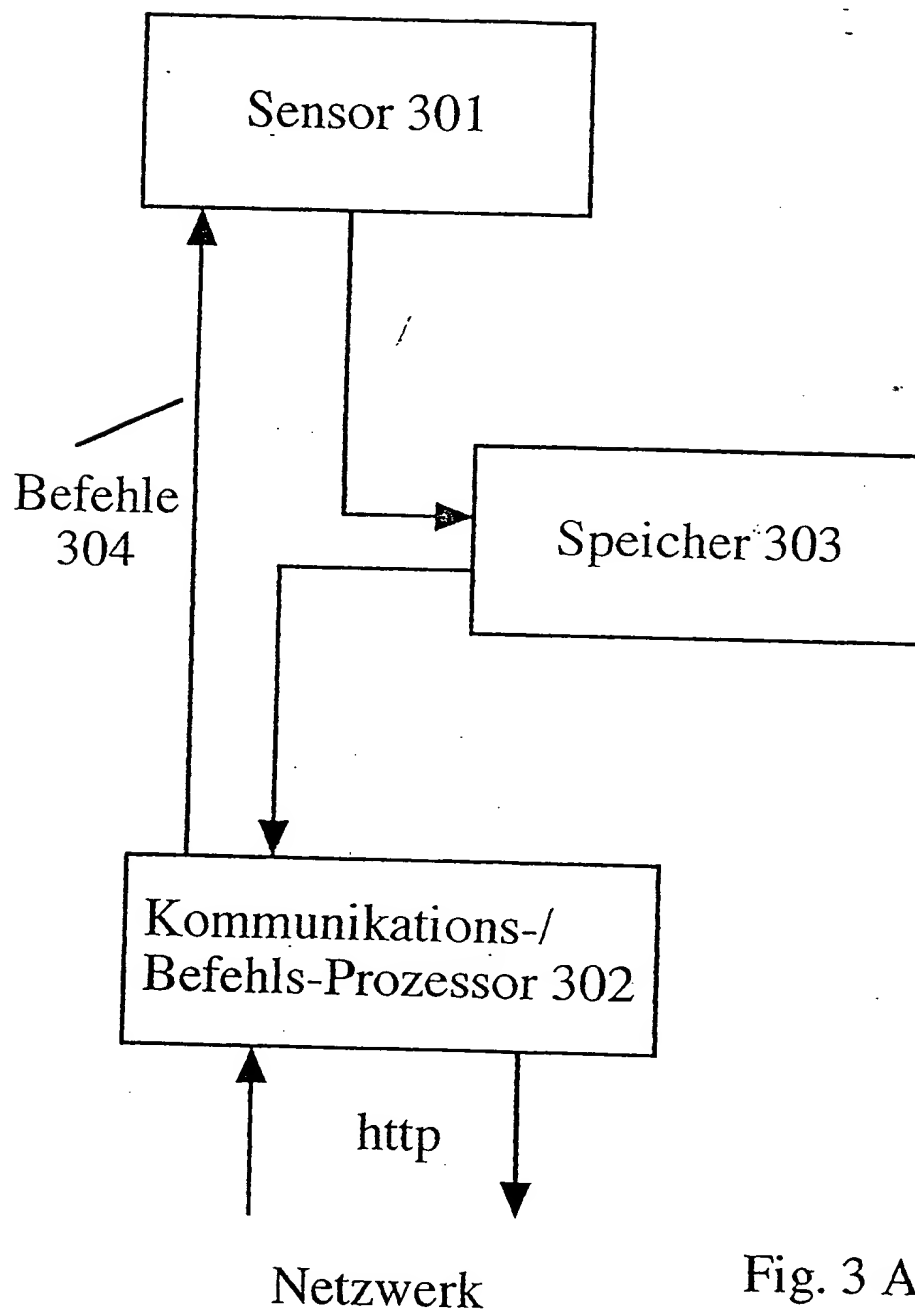 Sensor 301
Befehle
304
Speicher 303
Kommunikations-/
Befehls-Prozessor 302
http
Netzwerk
Fig. 3 A